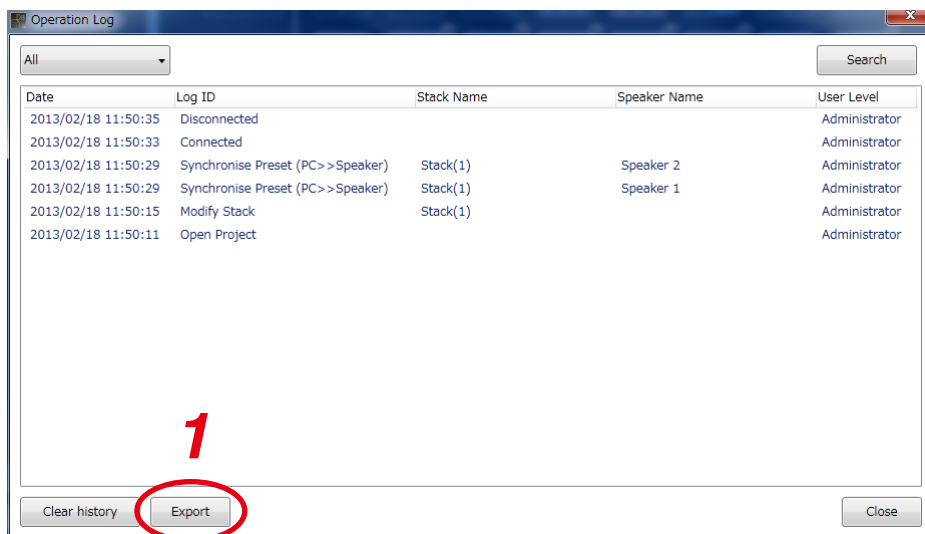 Operation Log
All
Search
Date Log ID Stack Name Speaker Name User Level
2013/02/18 11:50:35 Disconnected Administrator
2013/02/18 11:50:33 Connected Administrator
2013/02/18 11:50:29 Synchronise Preset (PC>>Speaker) Stack(1) Speaker 2 Administrator
2013/02/18 11:50:29 Synchronise Preset (PC>>Speaker) Stack(1) Speaker 1 Administrator
2013/02/18 11:50:15 Modify Stack Stack(1) Administrator
2013/02/18 11:50:11 Open Project Administrator
1
Clear history Export Close